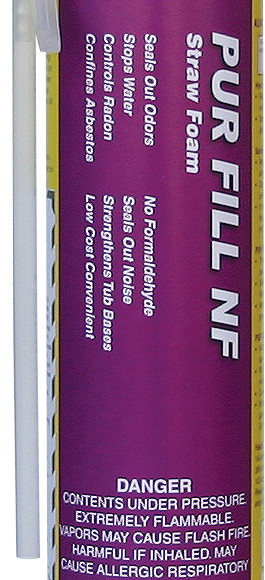 PUR FILL NF
Straw Foam
Seals Out Odors
Stops Water
Controls Radon
Confines Asbestos
No Formaldehyde
Seals Out Noise
Strengthens Tub Bases
Low Cost Convenient
DANGER
CONTENTS UNDER PRESSURE.
EXTREMELY FLAMMABLE.
VAPORS MAY CAUSE FLASH FIRE.
HARMFUL IF INHALED. MAY
CAUSE ALLERGIC RESPIRATORY